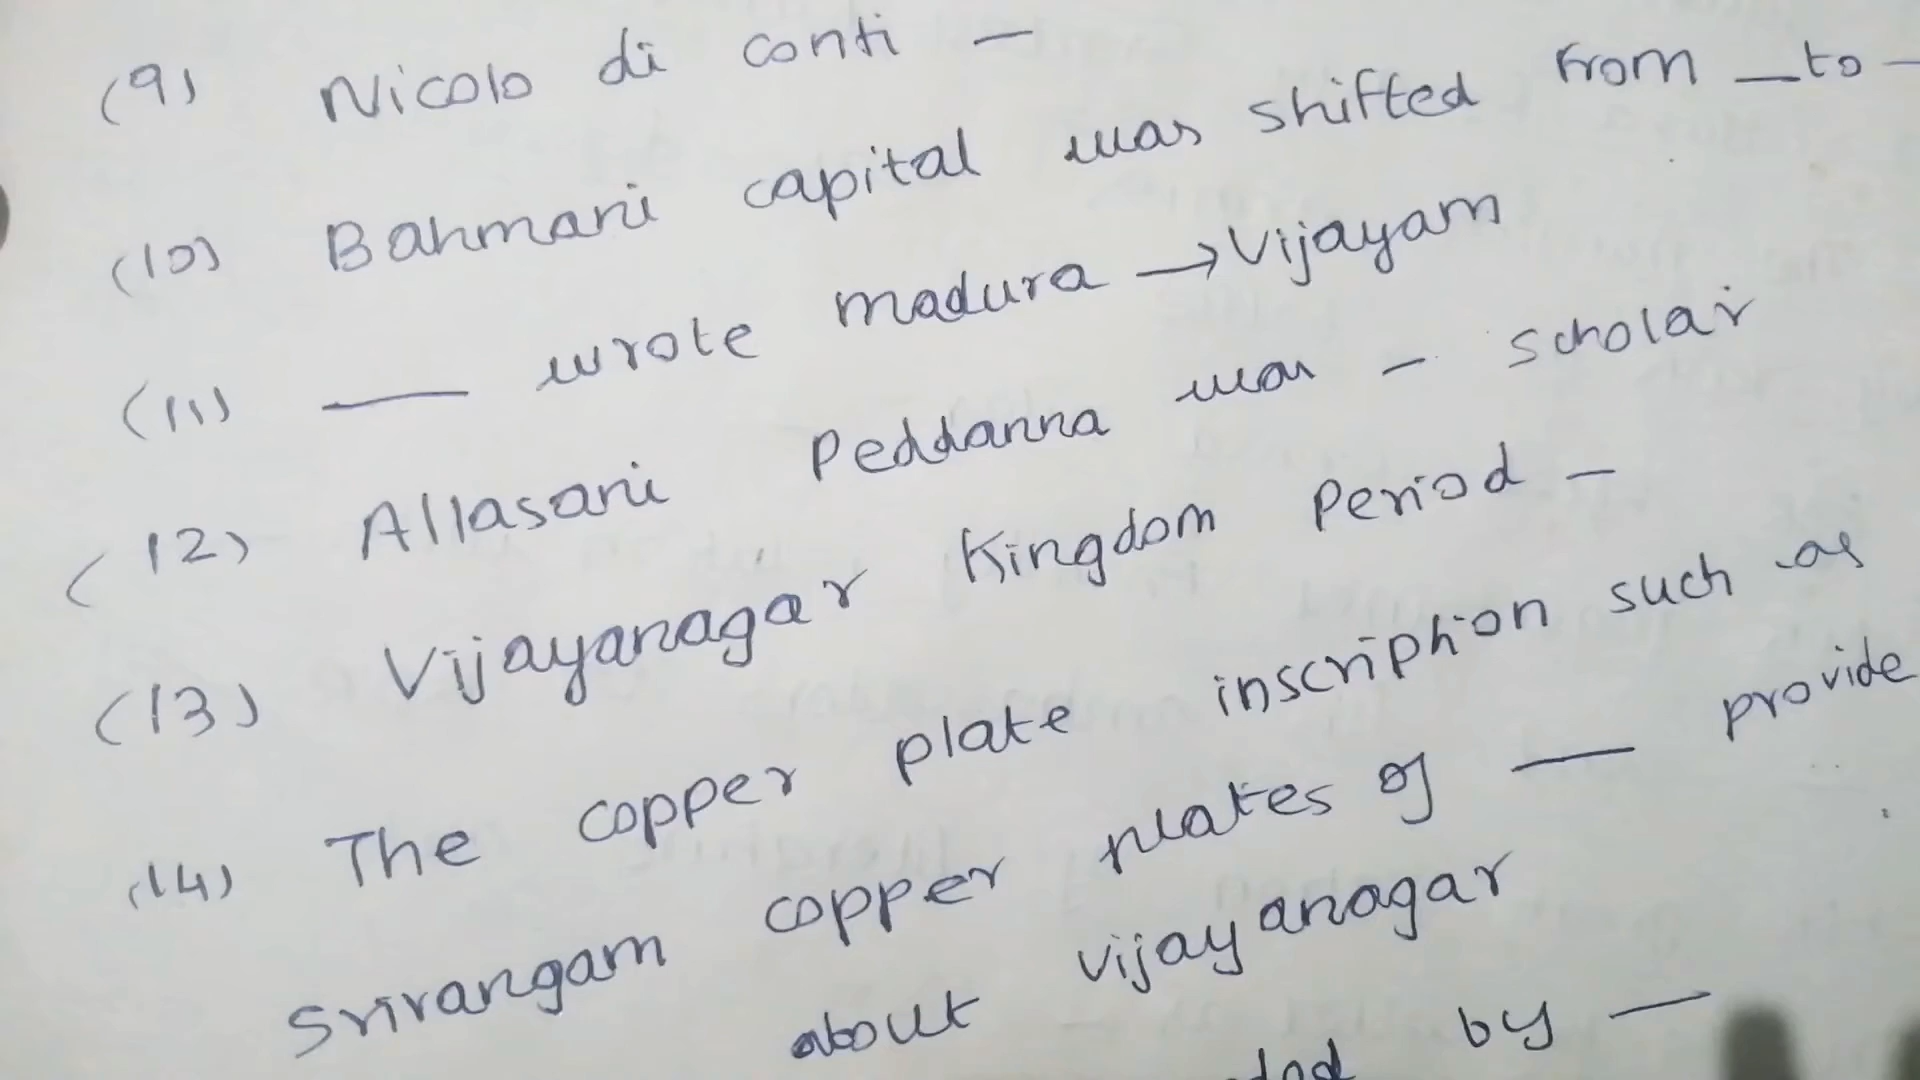 (9) Nicolo di conti –
(10) Bahmani capital was shifted from _ to –
(11) ___ wrote madura → Vijayam
(12) Allasani Peddanna was – scholar
(13) Vijayanagar Kingdom Period –
(14) The copper plate inscription such as
Srirangam copper plates of — provide
about vijayanagar
by —